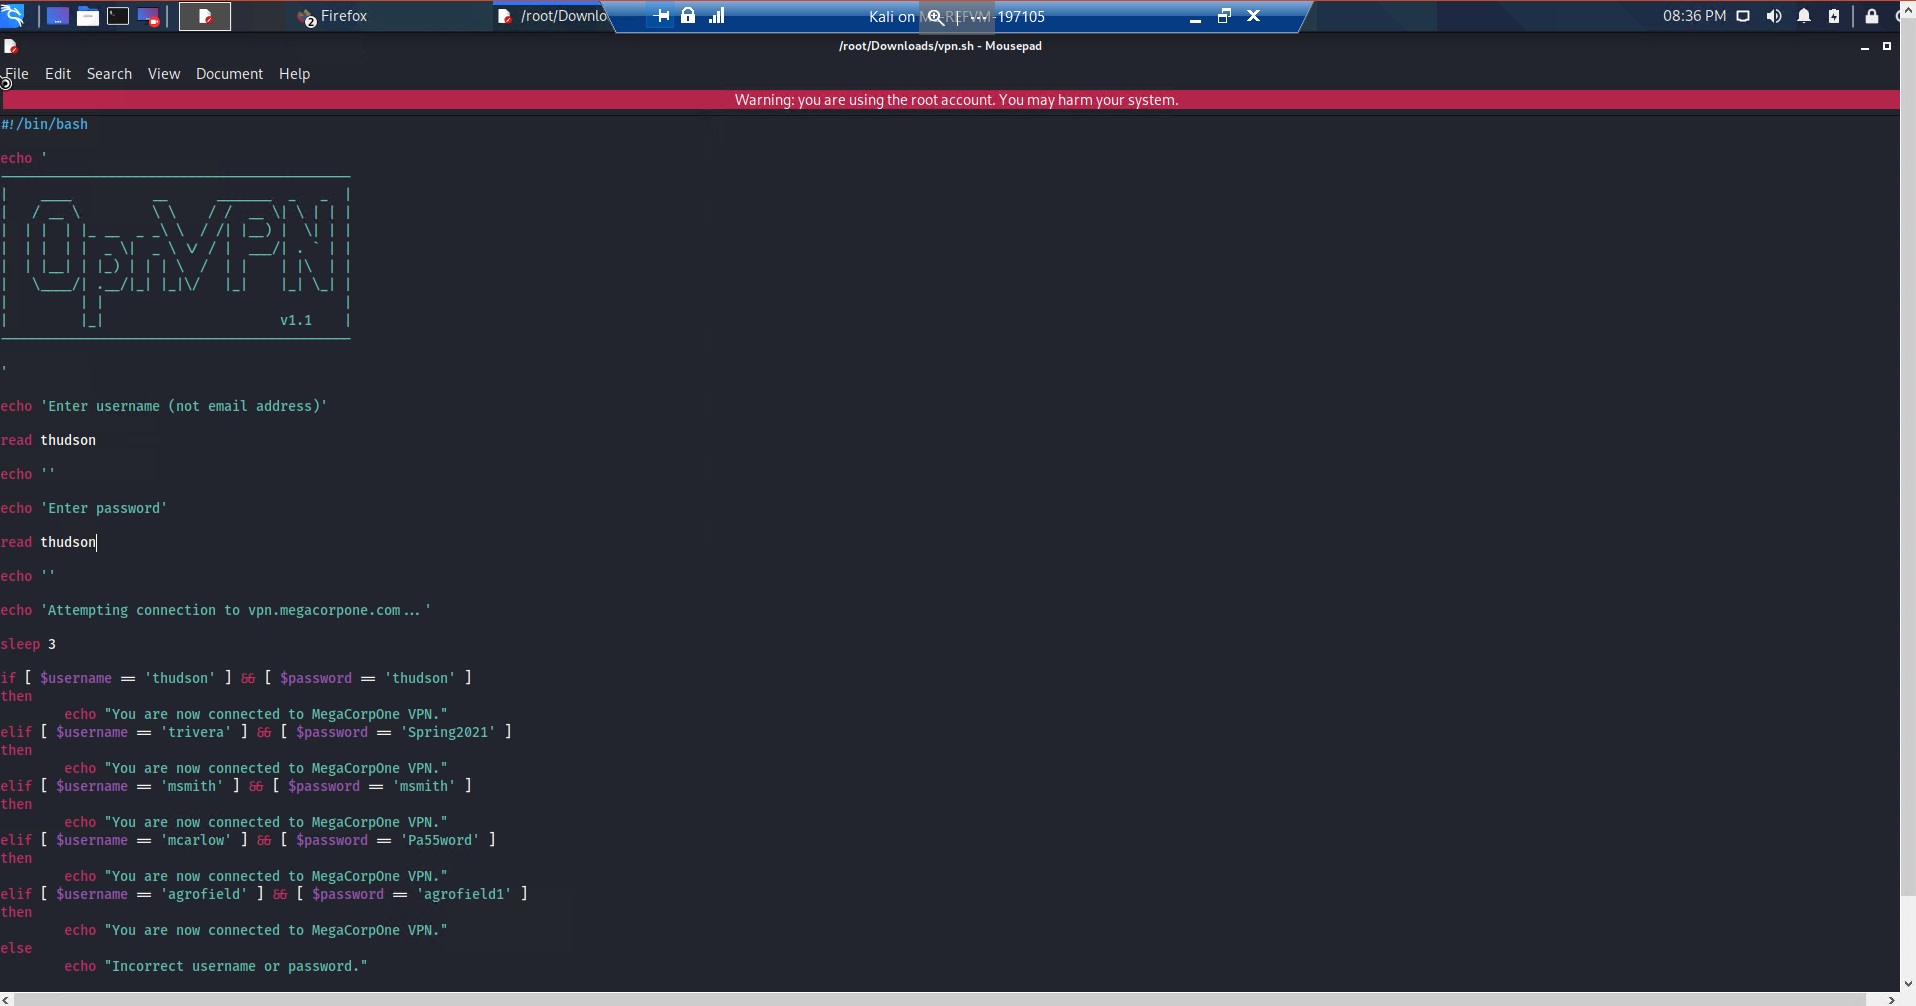 Firefox
/root/Downlo
Kali on
-REFVM-197105
08:36 PM
/root/Downloads/vpn.sh - Mousepad
File Edit Search View Document Help
Warning: you are using the root account. You may harm your system.
#!/bin/bash
echo '
OpnVPN
v1.1
'
echo 'Enter username (not email address)'
read thudson
echo ''
echo 'Enter password'
read thudson
echo ''
echo 'Attempting connection to vpn.megacorpone.com...'
sleep 3
if [ $username == 'thudson' ] && [ $password == 'thudson' ]
then
echo "You are now connected to MegaCorpOne VPN."
elif [ $username == 'trivera' ] && [ $password == 'Spring2021' ]
then
echo "You are now connected to MegaCorpOne VPN."
elif [ $username == 'msmith' ] && [ $password == 'msmith' ]
then
echo "You are now connected to MegaCorpOne VPN."
elif [ $username == 'mcarlow' ] && [ $password == 'Pa55word' ]
then
echo "You are now connected to MegaCorpOne VPN."
elif [ $username == 'agrofield' ] && [ $password == 'agrofield1' ]
then
echo "You are now connected to MegaCorpOne VPN."
else
echo "Incorrect username or password."